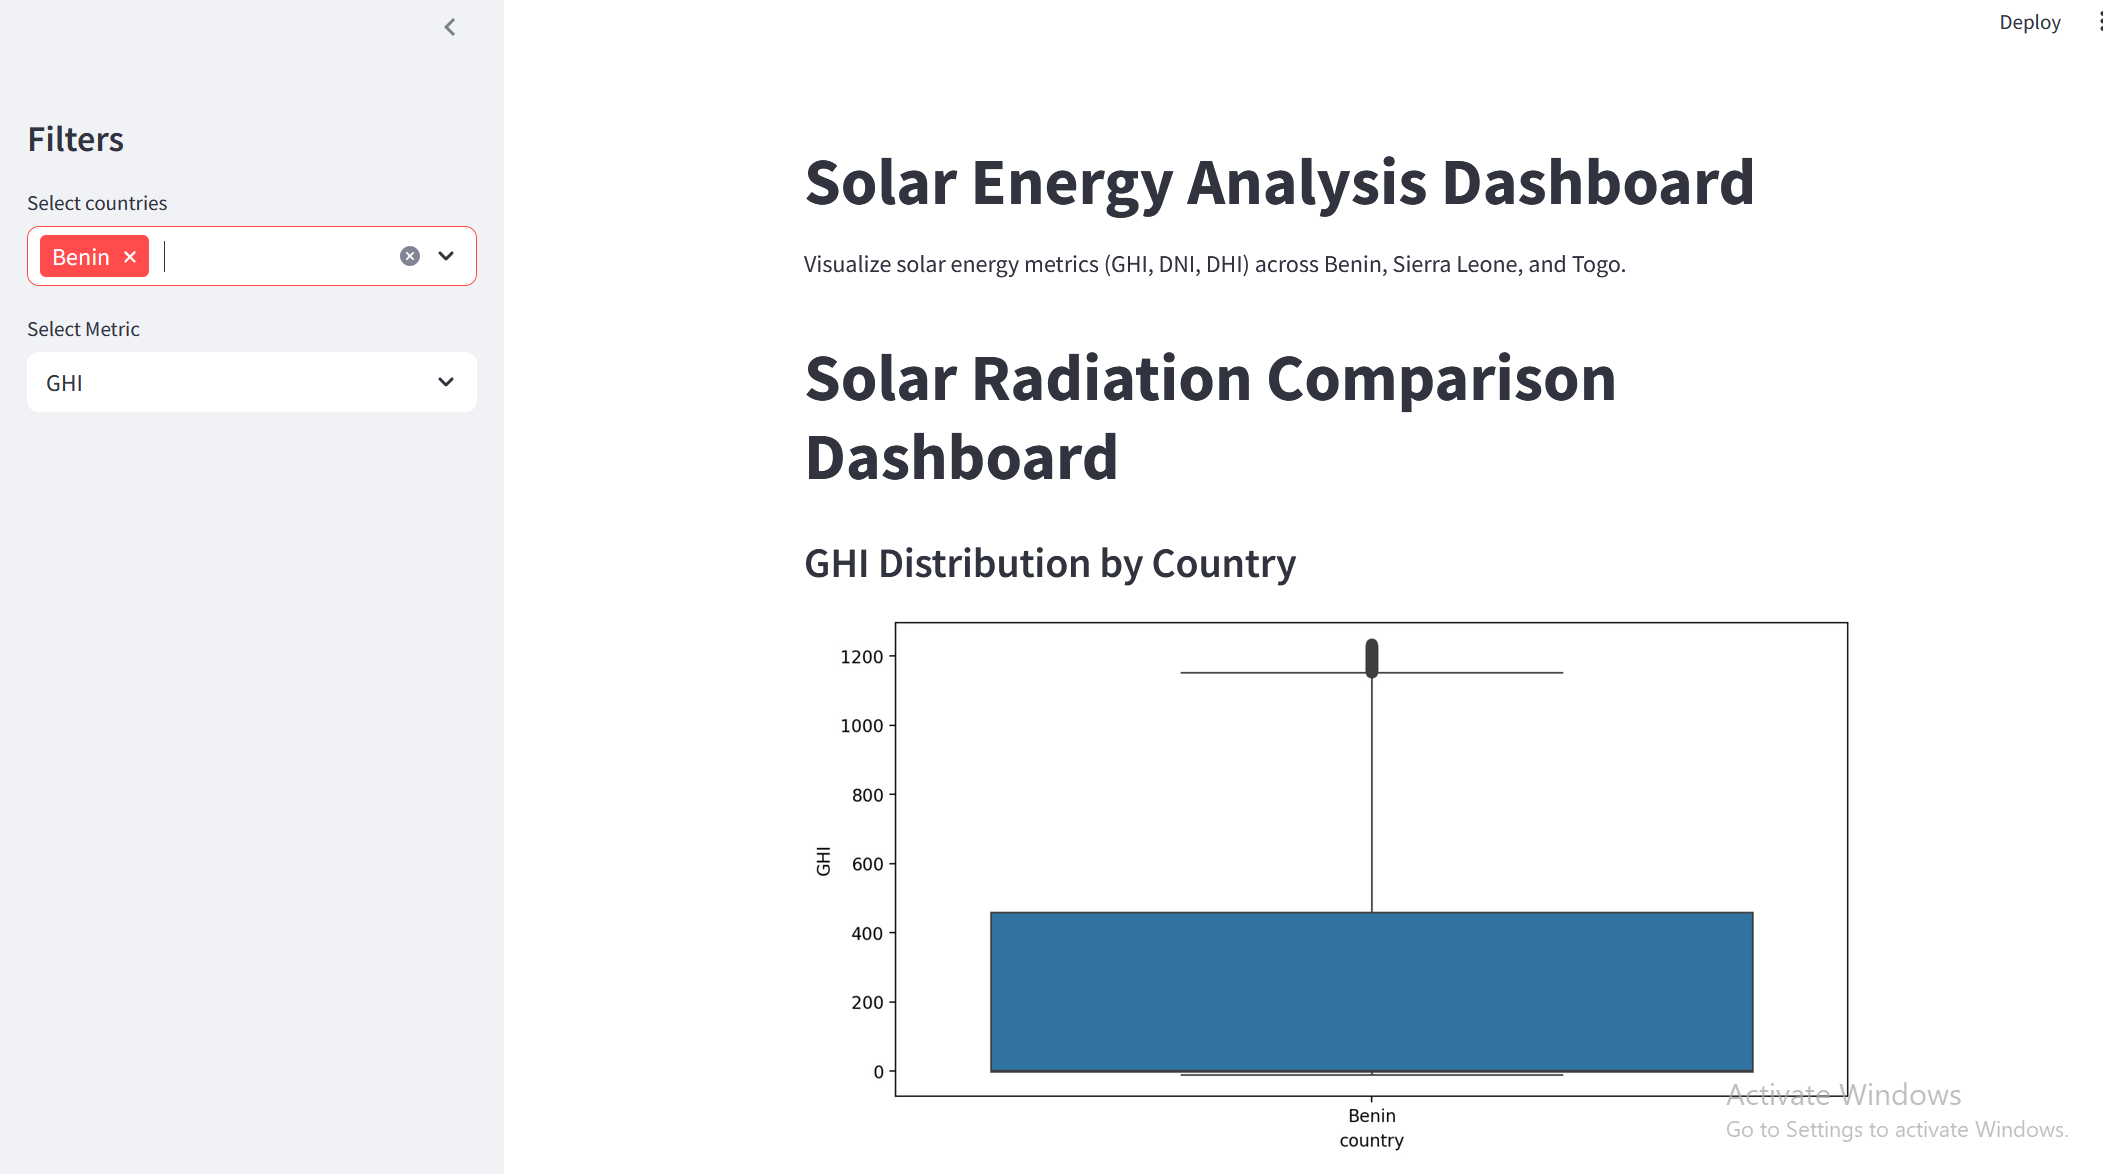 Deploy
Filters
Select countries
Benin
Select Metric
GHI
Solar Energy Analysis Dashboard
Visualize solar energy metrics (GHI, DNI, DHI) across Benin, Sierra Leone, and Togo.
Solar Radiation Comparison
Dashboard
GHI Distribution by Country
1200
1000
800
600
400
200
0
GHI
Benin
country
Activate Windows
Go to Settings to activate Windows.